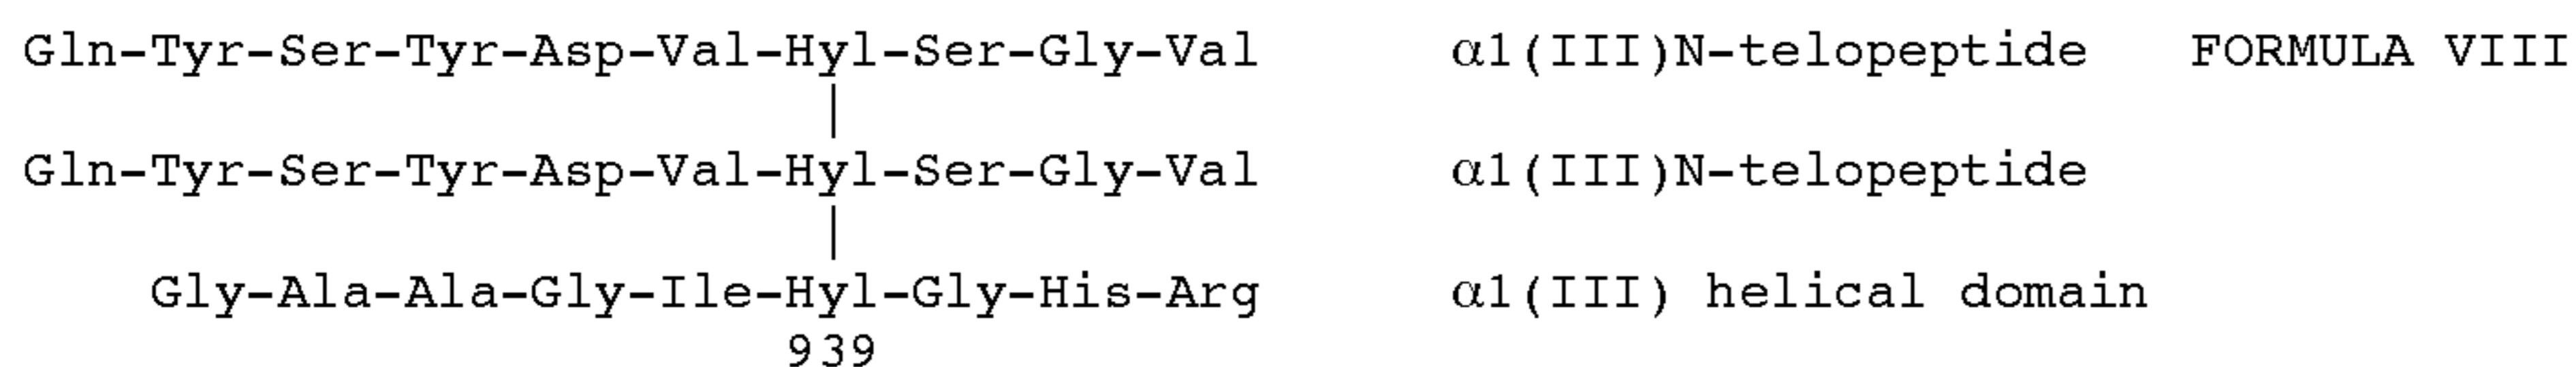 Gln-Tyr-Ser-Tyr-Asp-Val-Hyl-Ser-Gly-Val α1(III)N-telopeptide FORMULA VIII
Gln-Tyr-Ser-Tyr-Asp-Val-Hyl-Ser-Gly-Val α1(III)N-telopeptide
Gly-Ala-Ala-Gly-Ile-Hyl-Gly-His-Arg α1(III) helical domain
939